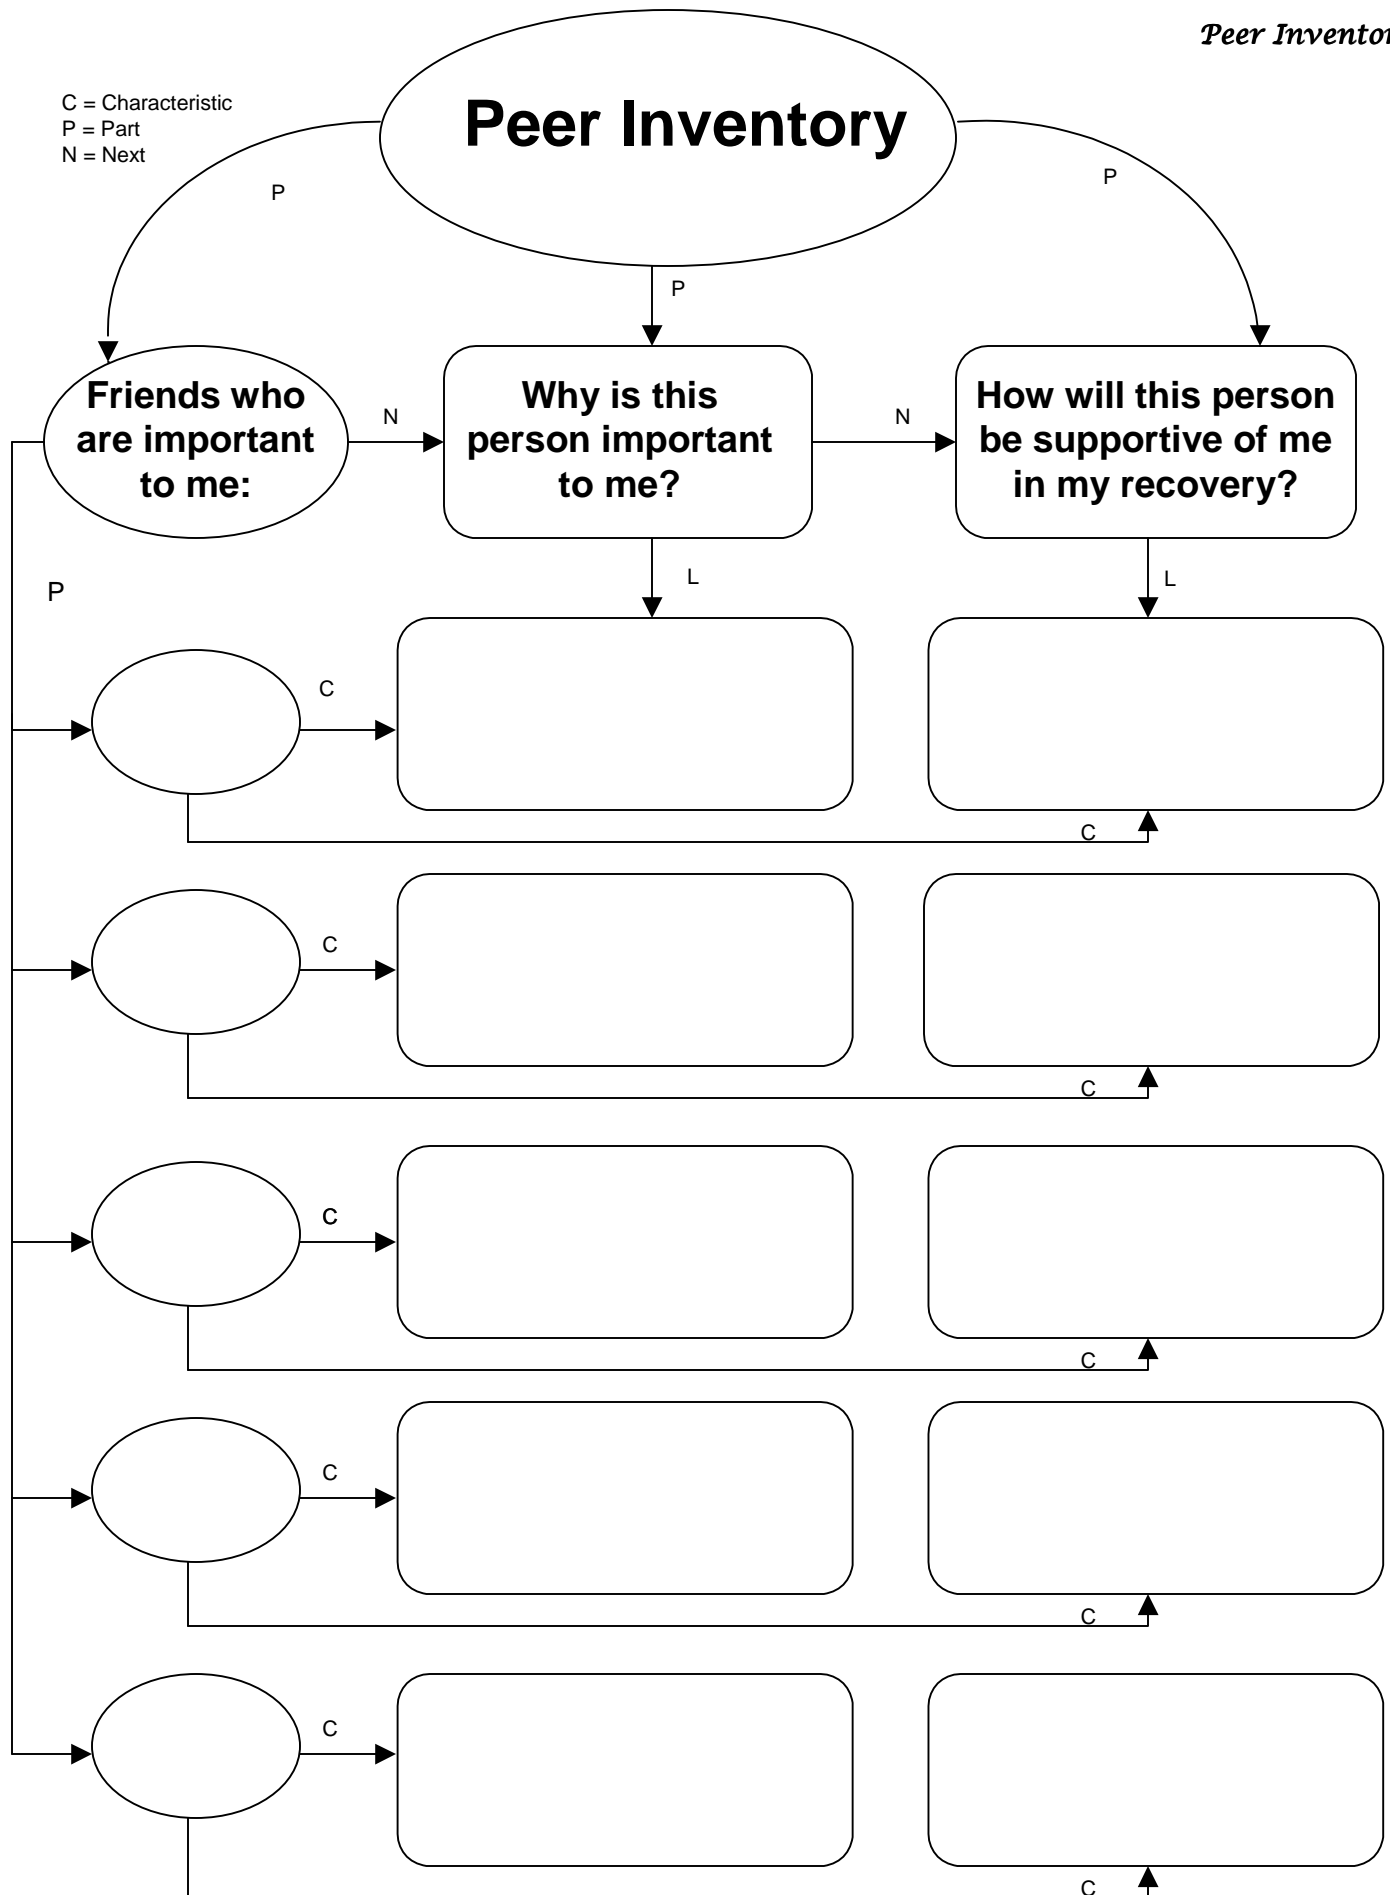 Peer Inventor
C = Characteristic
P = Part
N = Next
Peer Inventory
P
P
P
Friends who
are important
to me:
N
Why is this
person important
to me?
N
How will this person
be supportive of me
in my recovery?
P
L
L
C
C
C
C
C
C
C
C
C
C